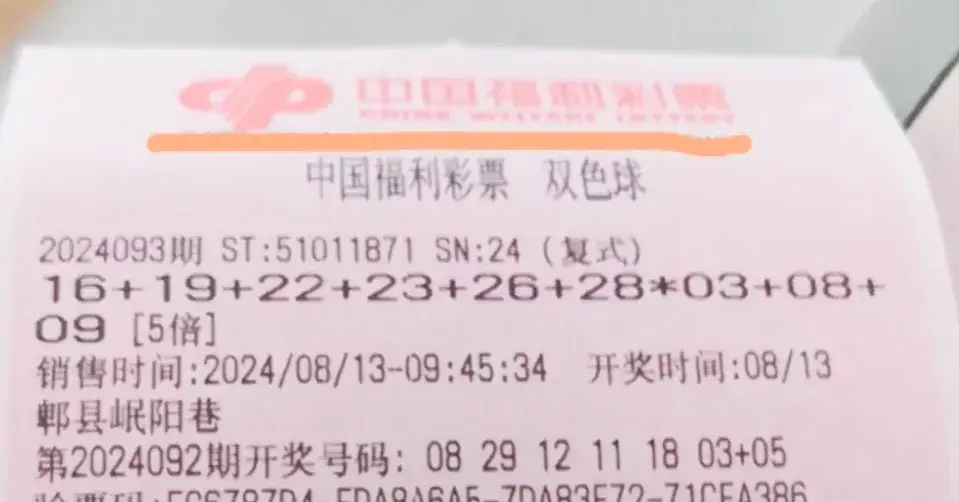 中国福利彩票
CHINA WELFARE LOTTERY
中国福利彩票 双色球
2024093期 ST:51011871 SN:24 (复式)
16+19+22+23+26+28*03+08+
09 [5倍]
销售时间:2024/08/13-09:45:34 开奖时间:08/13
郫县岷阳巷
第2024092期开奖号码: 08 29 12 11 18 03+05